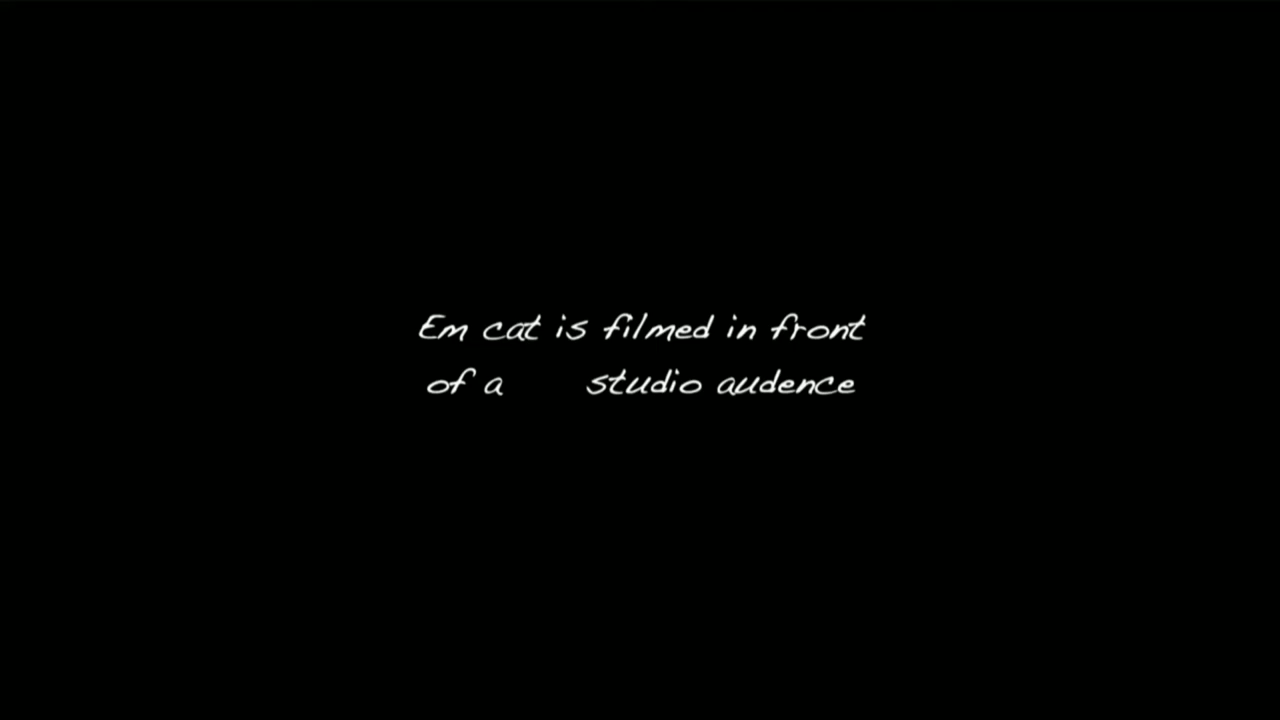 Em cat is filmed in front
of a studio audence